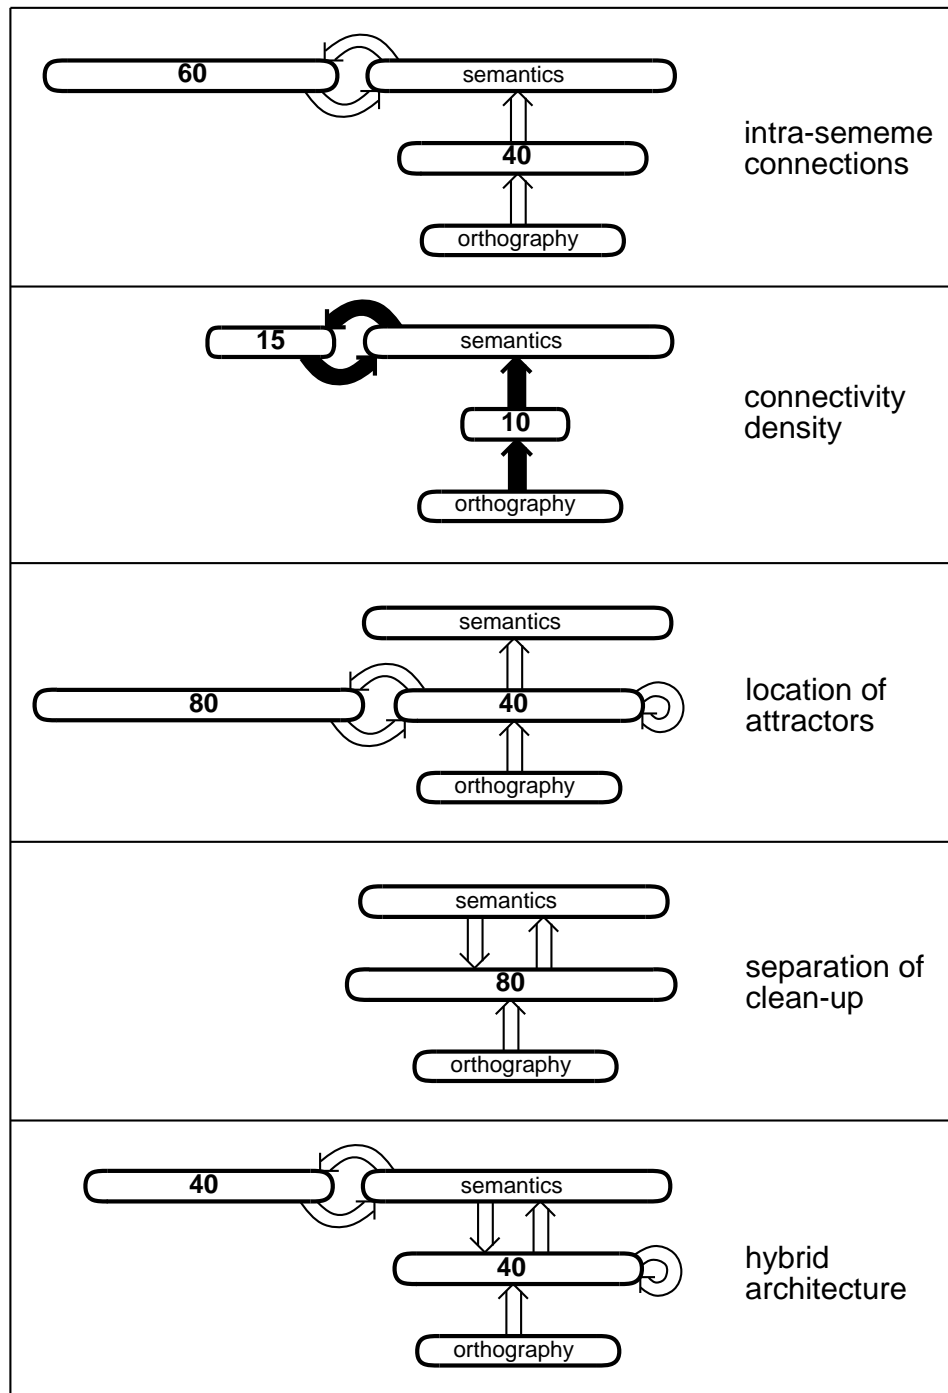 60
semantics
40
orthography
intra-sememe
connections
15
semantics
10
orthography
connectivity
density
semantics
80
40
orthography
location of
attractors
semantics
80
orthography
separation of
clean-up
40
semantics
40
orthography
hybrid
architecture